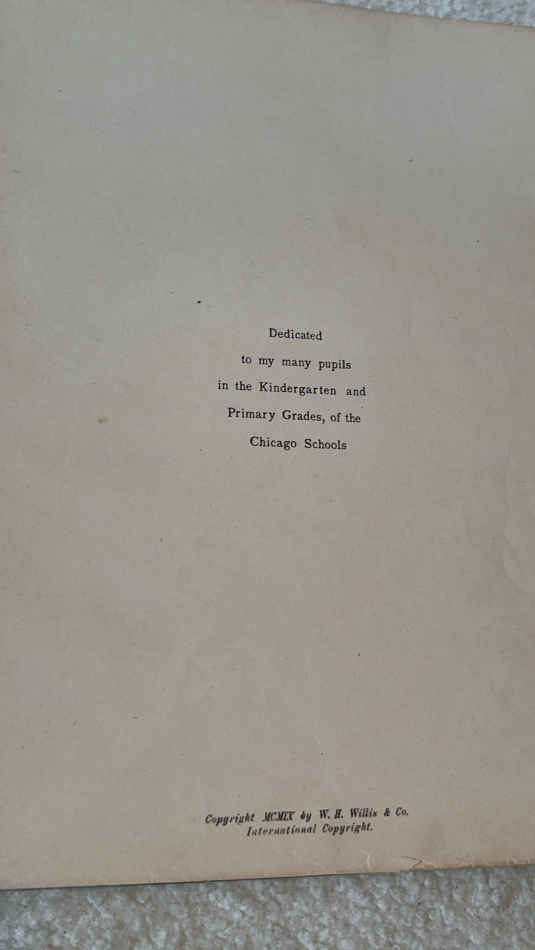 Dedicated
to my many pupils
in the Kindergarten and
Primary Grades, of the
Chicago Schools
Copyright MCMIX by W. H. Willis & Co.
International Copyright.